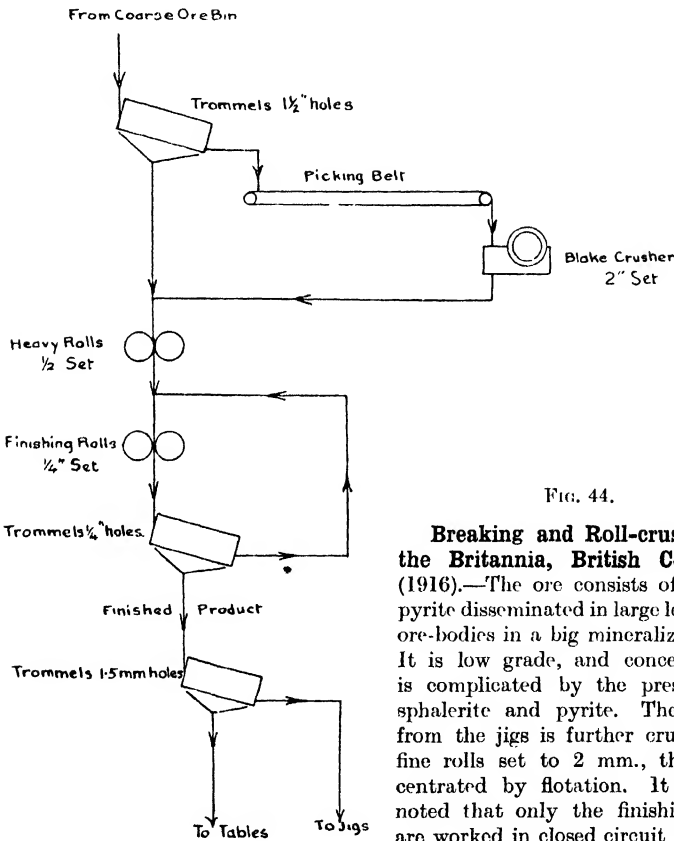 From Coarse Ore Bin
Trommels 1½" holes
Picking Belt
Blake Crusher
2" Set
Heavy Rolls
½ Set
Finishing Rolls
¼" Set
Trommels ¼" holes.
Finished Product
Trommels 1·5mm holes
To Tables
To Jigs
FIG. 44.
Breaking and Roll-crus
the Britannia, British C
(1916).—The ore consists of
pyrite disseminated in large le
ore-bodies in a big mineraliz
It is low grade, and conce
is complicated by the pres
sphalerite and pyrite. The
from the jigs is further cru
fine rolls set to 2 mm., th
centrated by flotation. It
noted that only the finishi
are worked in closed circuit